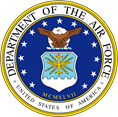 DEPARTMENT OF THE AIR FORCE
MCMXLVII
UNITED STATES OF AMERICA